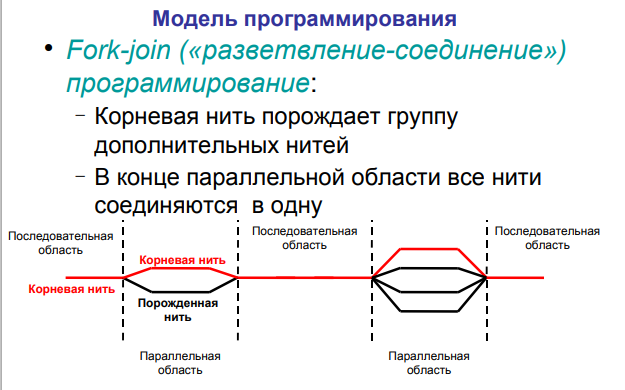 Модель программирования
• Fork-join («разветвление-соединение»)
программирование:
– Корневая нить порождает группу
дополнительных нитей
– В конце параллельной области все нити
соединяются в одну
Последовательная
область
Последовательная
область
Последовательная
область
Корневая нить
Корневая нить
Порожденная
нить
Параллельная
область
Параллельная
область